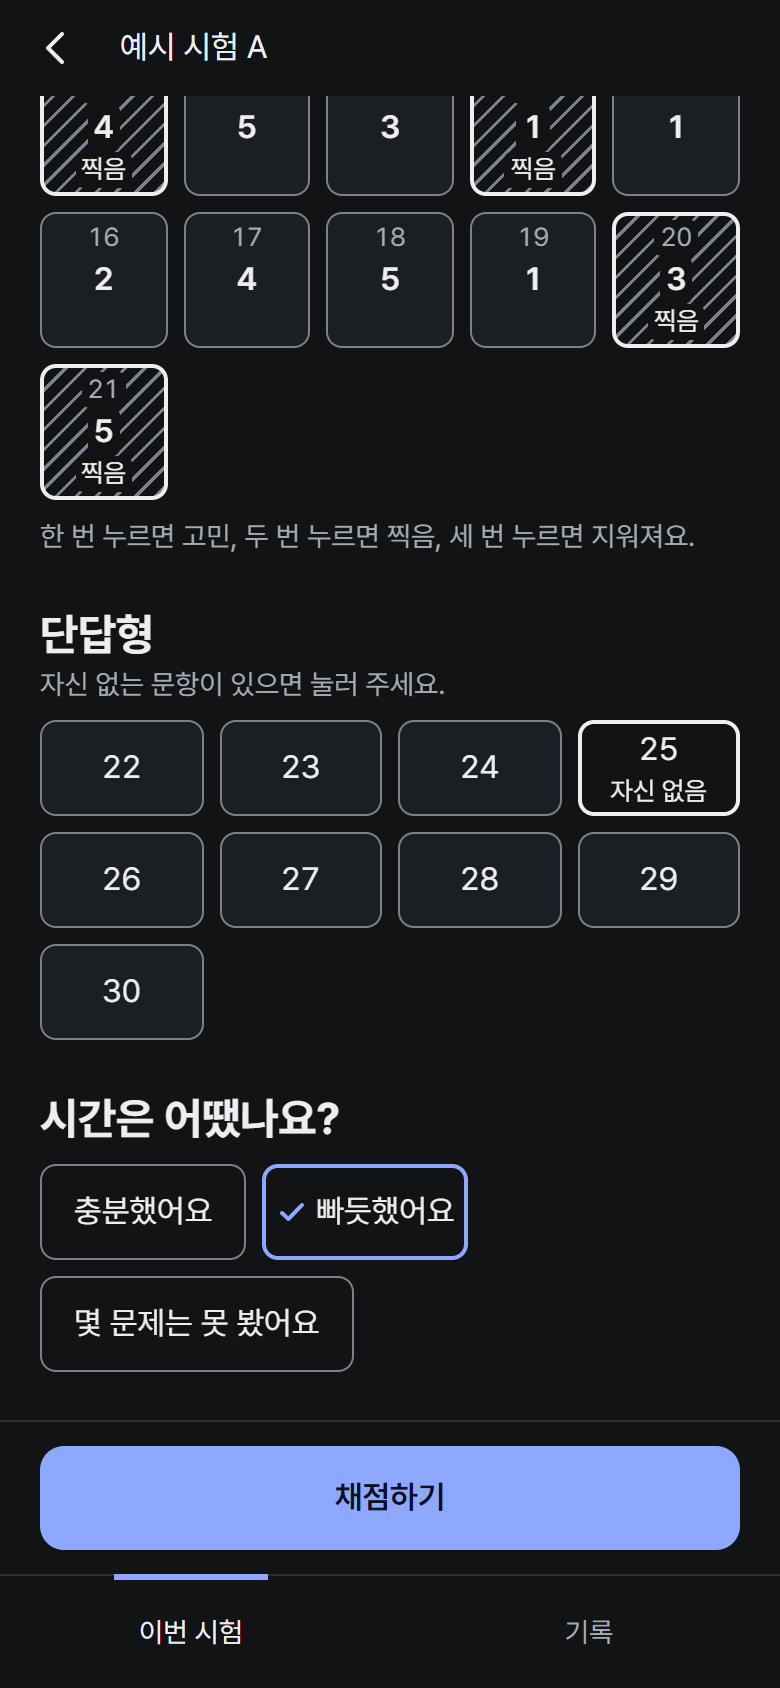 예시 시험 A
4 5 3 1 1
찍음 찍음
16 17 18 19 20
2 4 5 1 3
찍음
21
5
찍음
한 번 누르면 고민, 두 번 누르면 찍음, 세 번 누르면 지워져요.
단답형
자신 없는 문항이 있으면 눌러 주세요.
22 23 24 25
자신 없음
26 27 28 29
30
시간은 어땠나요?
충분했어요 빠듯했어요
몇 문제는 못 봤어요
채점하기
이번 시험 기록